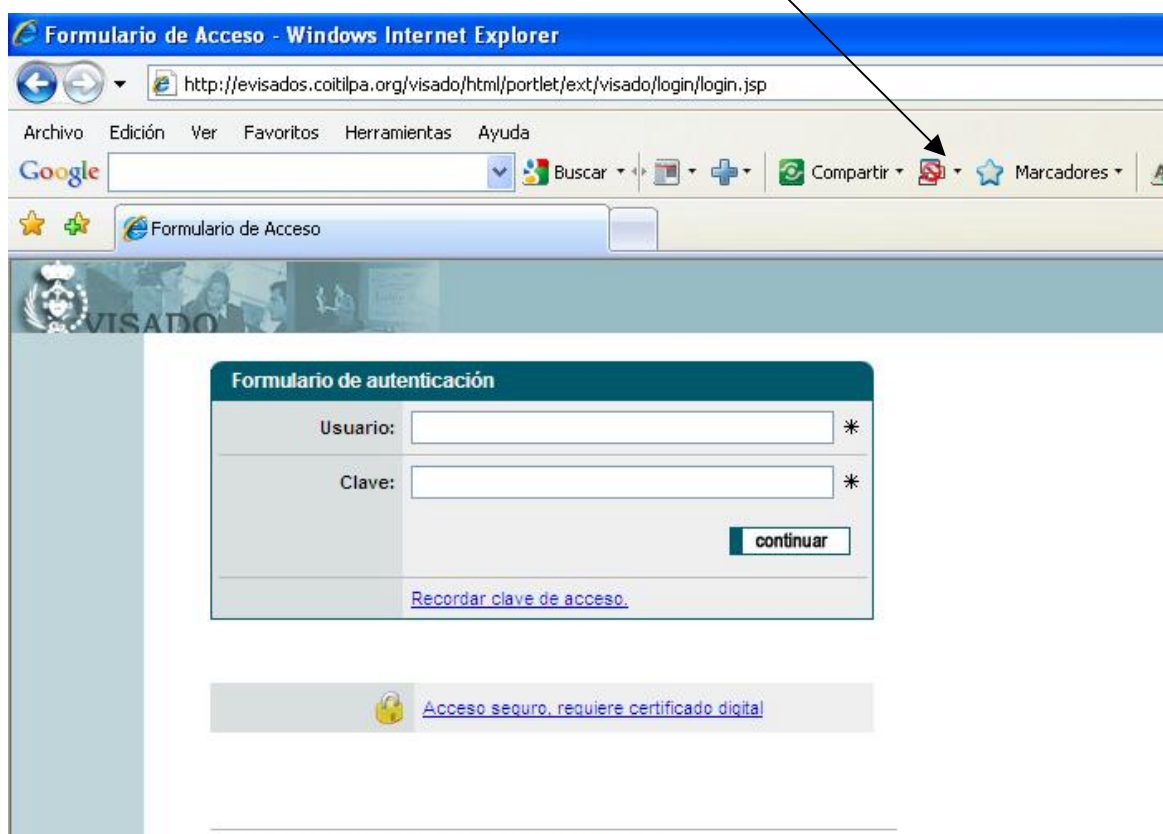 Formulario de Acceso - Windows Internet Explorer
http://evisados.coitilpa.org/visado/html/portlet/ext/visado/login/login.jsp
Archivo Edición Ver Favoritos Herramientas Ayuda
Google Buscar Compartir Marcadores
Formulario de Acceso
VISADO
Formulario de autenticación
Usuario: *
Clave: *
continuar
Recordar clave de acceso.
Acceso seguro, requiere certificado digital